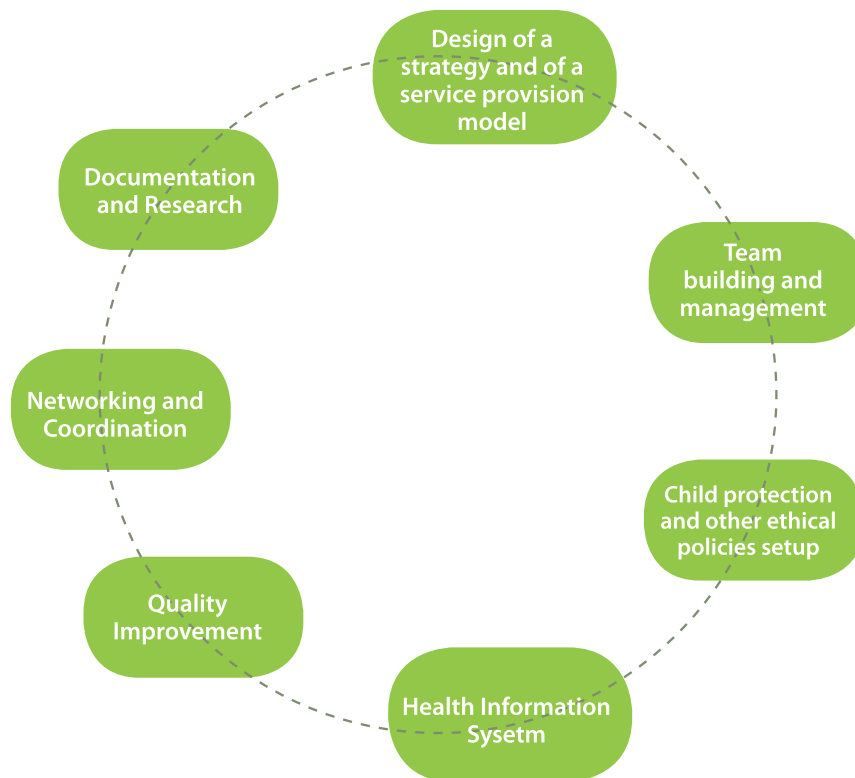 Design of a
strategy and of a
service provision
model
Team
building and
management
Child protection
and other ethical
policies setup
Health Information
Sysetm
Quality
Improvement
Networking and
Coordination
Documentation
and Research